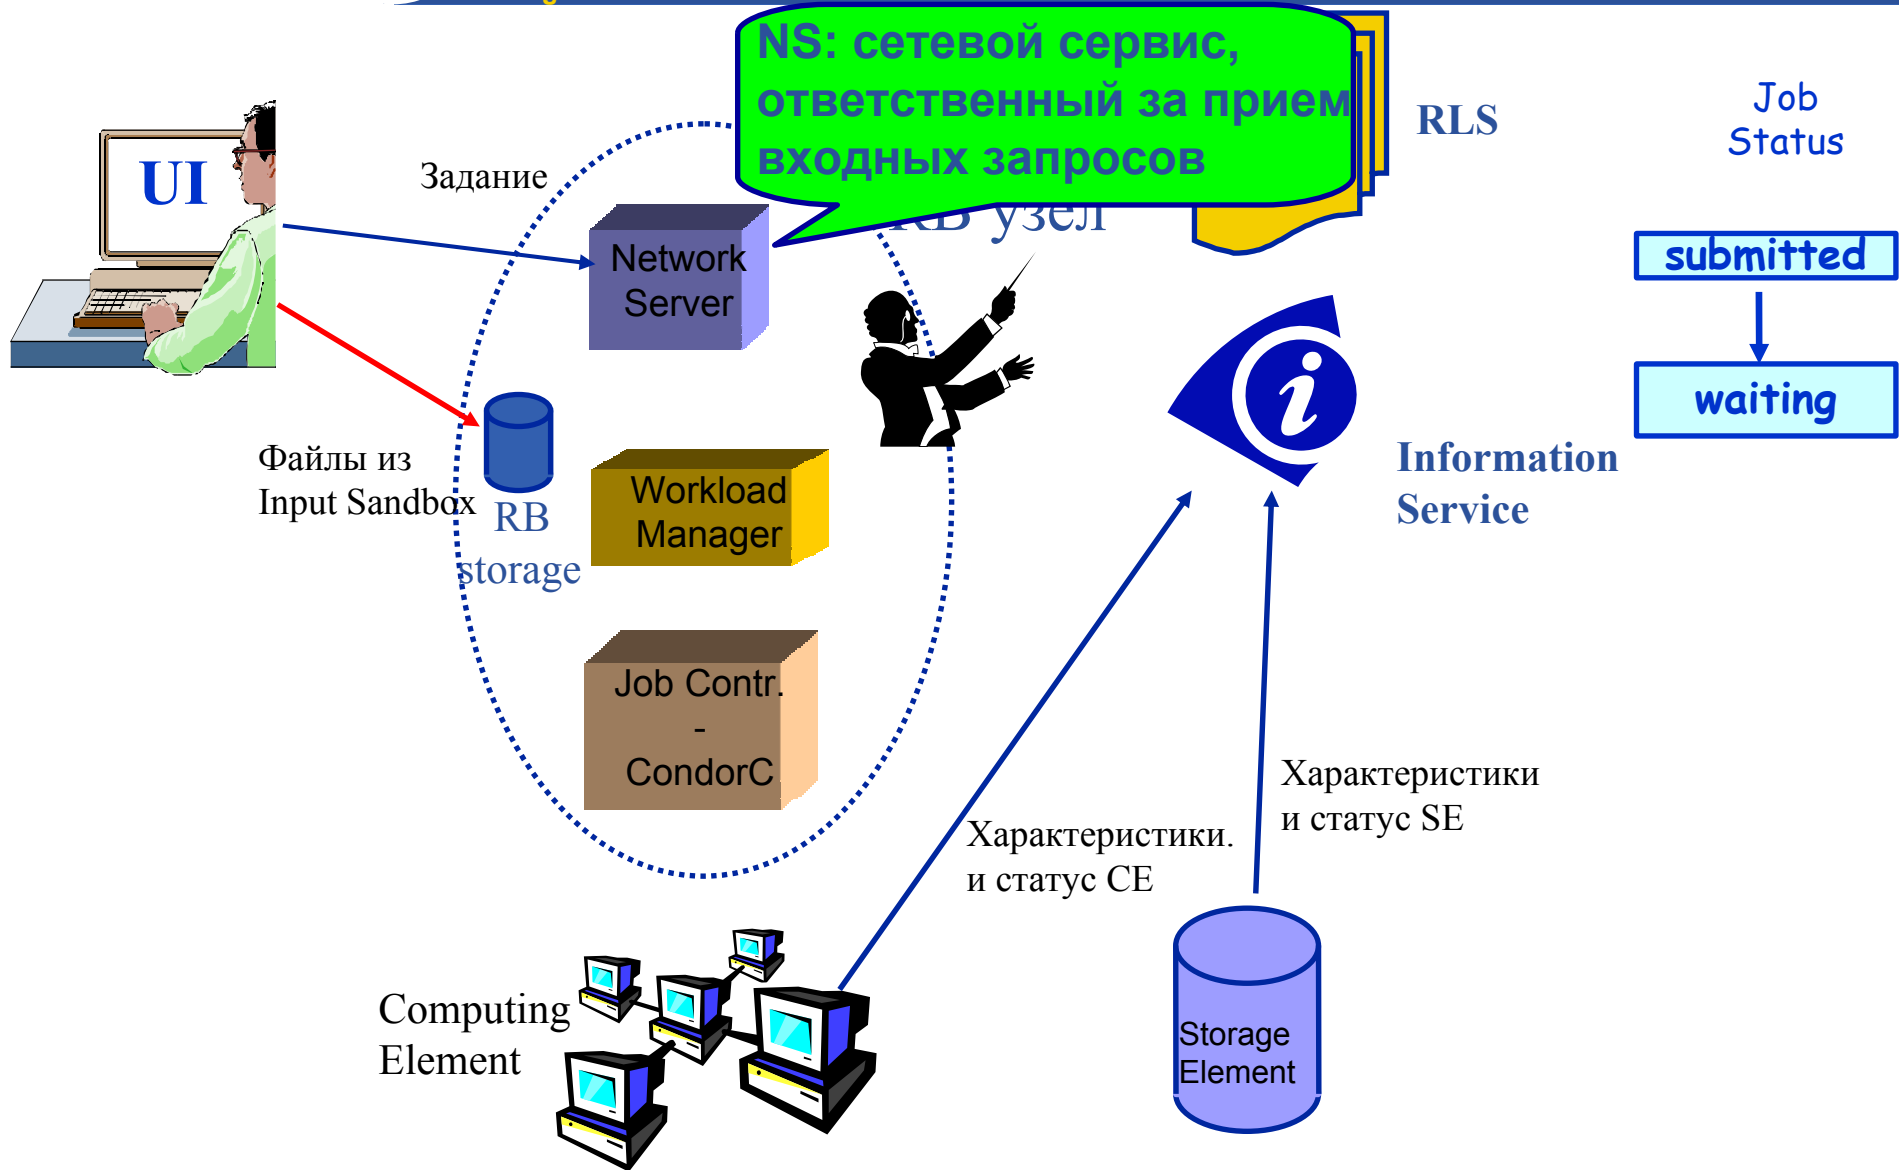 NS: сетевой сервис,
ответственный за прием
входных запросов
RLS
Job
Status
UI
Задание
RB узел
Network
Server
submitted
waiting
Файлы из
Input Sandbox
RB
storage
Workload
Manager
Information
Service
Job Contr.
-
CondorC
Характеристики
и статус SE
Характеристики.
и статус CE
Computing
Element
Storage
Element